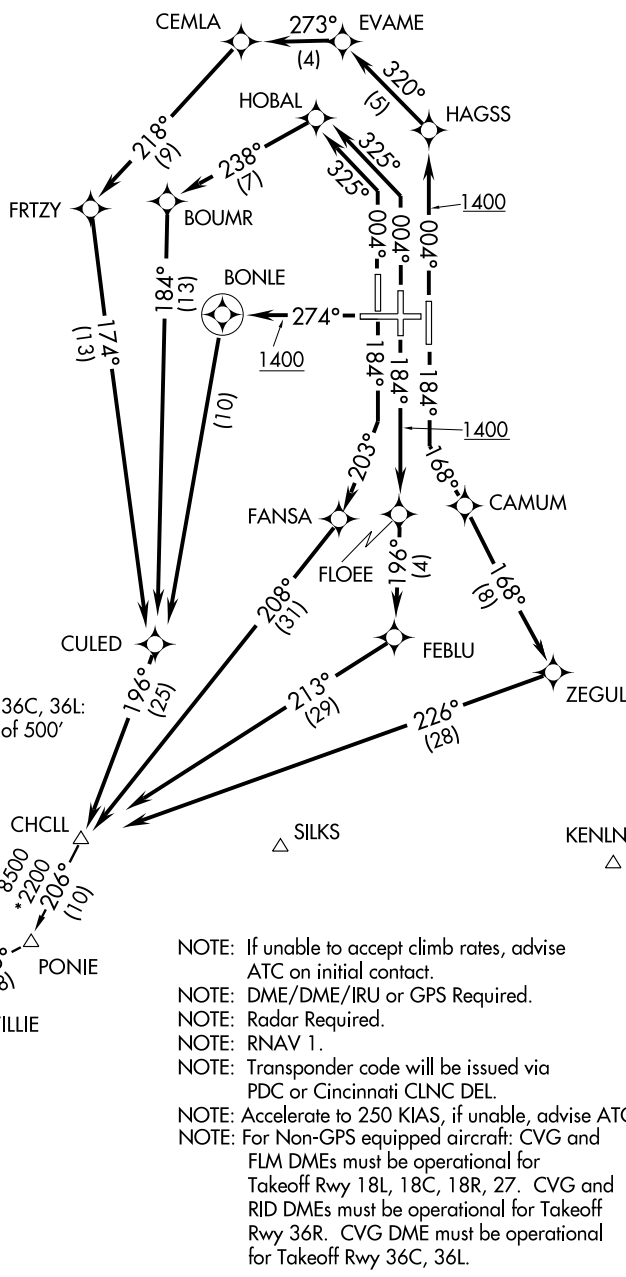 CEMLA
273°
(4)
EVAME
320°
(5)
HOBAL
HAGSS
218°
(9)
238°
(7)
325°
325°
1400
FRTZY
BOUMR
004°
004°
004°
BONLE
184°
(13)
174°
(13)
274°
1400
184°
184°
184°
(10)
1400
203°
168°
FANSA
CAMUM
FLOEE
196°
(4)
208°
(31)
168°
(8)
CULED
FEBLU
196°
(25)
213°
(29)
ZEGUL
36C, 36L:
of 500'
226°
(28)
CHCLL
SILKS
KENLN
8500
*2200
206°
(10)
PONIE
NOTE: If unable to accept climb rates, advise
ATC on initial contact.
NOTE: DME/DME/IRU or GPS Required.
NOTE: Radar Required.
NOTE: RNAV 1.
NOTE: Transponder code will be issued via
PDC or Cincinnati CLNC DEL.
NOTE: Accelerate to 250 KIAS, if unable, advise ATC
NOTE: For Non-GPS equipped aircraft: CVG and
FLM DMEs must be operational for
Takeoff Rwy 18L, 18C, 18R, 27. CVG and
RID DMEs must be operational for Takeoff
Rwy 36R. CVG DME must be operational
for Takeoff Rwy 36C, 36L.